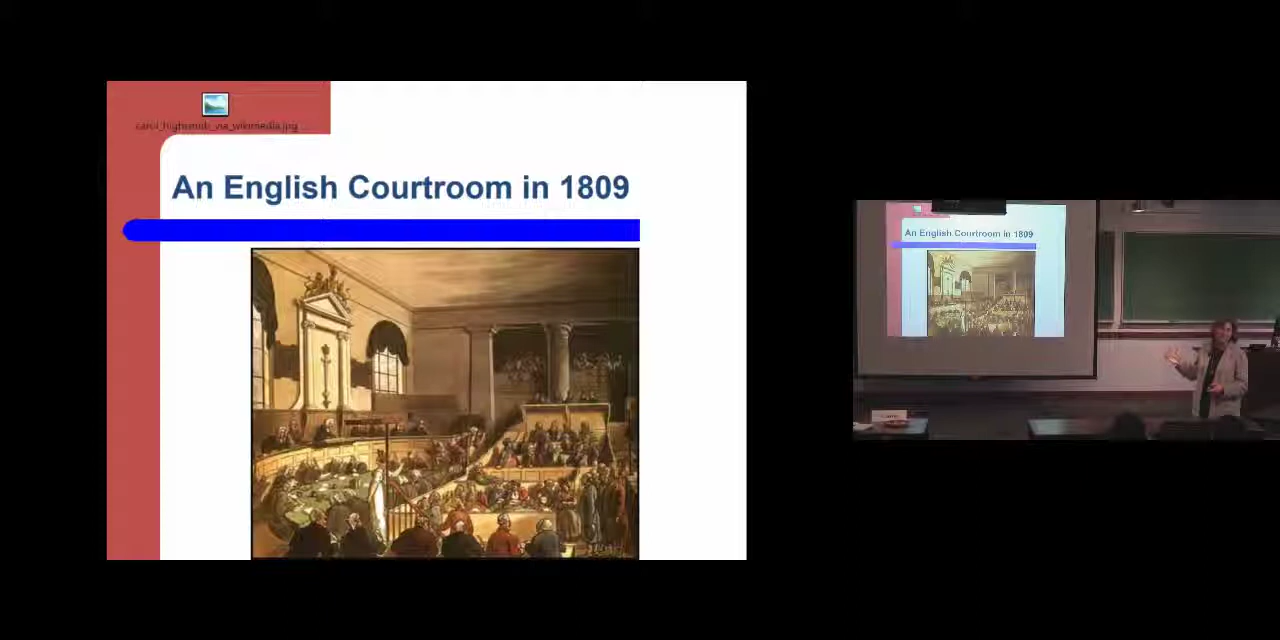 carol_highsmith_via_wikimedia.jpg ...
An English Courtroom in 1809
An English Courtroom in 1809